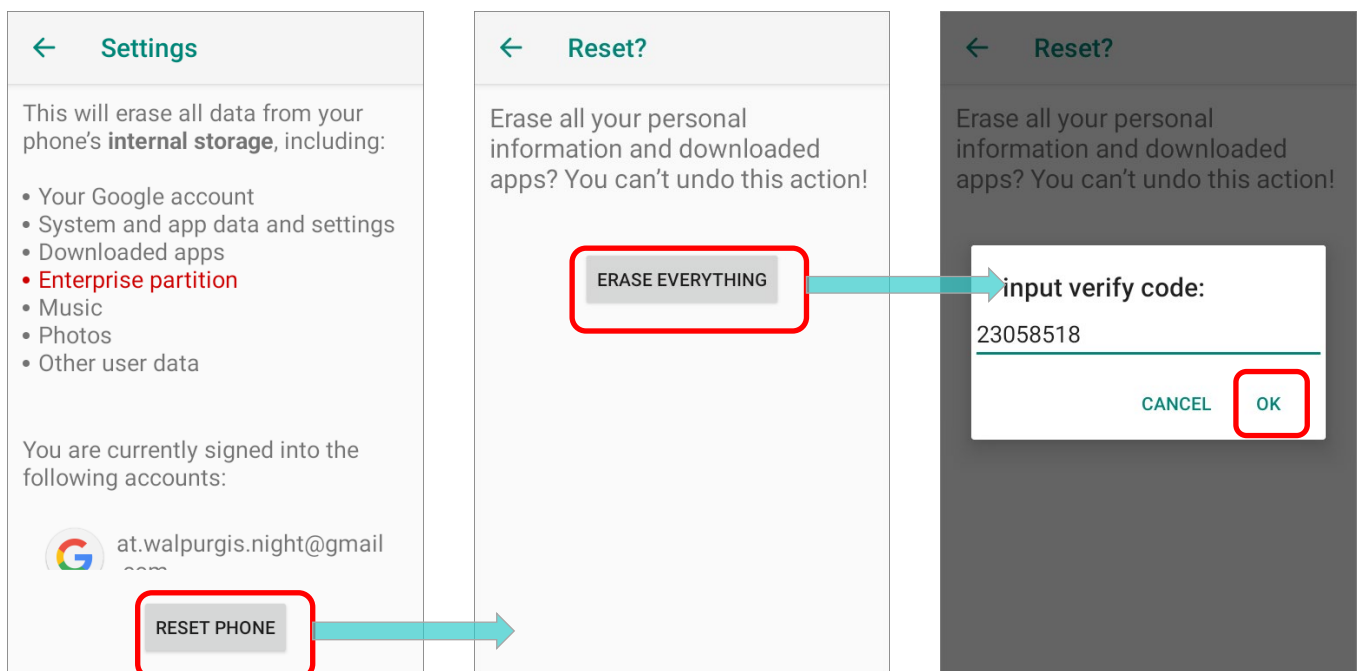 Settings
This will erase all data from your
phone's internal storage, including:
• Your Google account
• System and app data and settings
• Downloaded apps
• Enterprise partition
• Music
• Photos
• Other user data
You are currently signed into the
following accounts:
at.walpurgis.night@gmail
.com
RESET PHONE
Reset?
Erase all your personal
information and downloaded
apps? You can't undo this action!
ERASE EVERYTHING
Reset?
Erase all your personal
information and downloaded
apps? You can't undo this action!
input verify code:
23058518
CANCEL OK